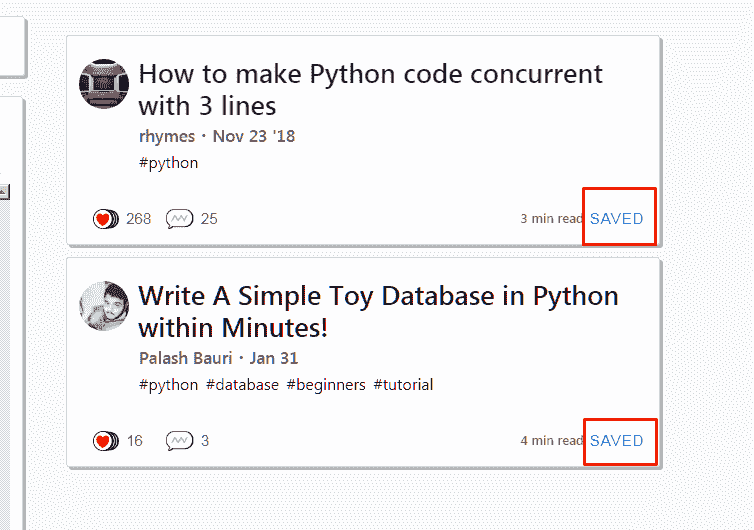 How to make Python code concurrent
with 3 lines
rhymes · Nov 23 '18
#python
268 25 3 min read SAVED
Write A Simple Toy Database in Python
within Minutes!
Palash Bauri · Jan 31
#python #database #beginners #tutorial
16 3 4 min read SAVED